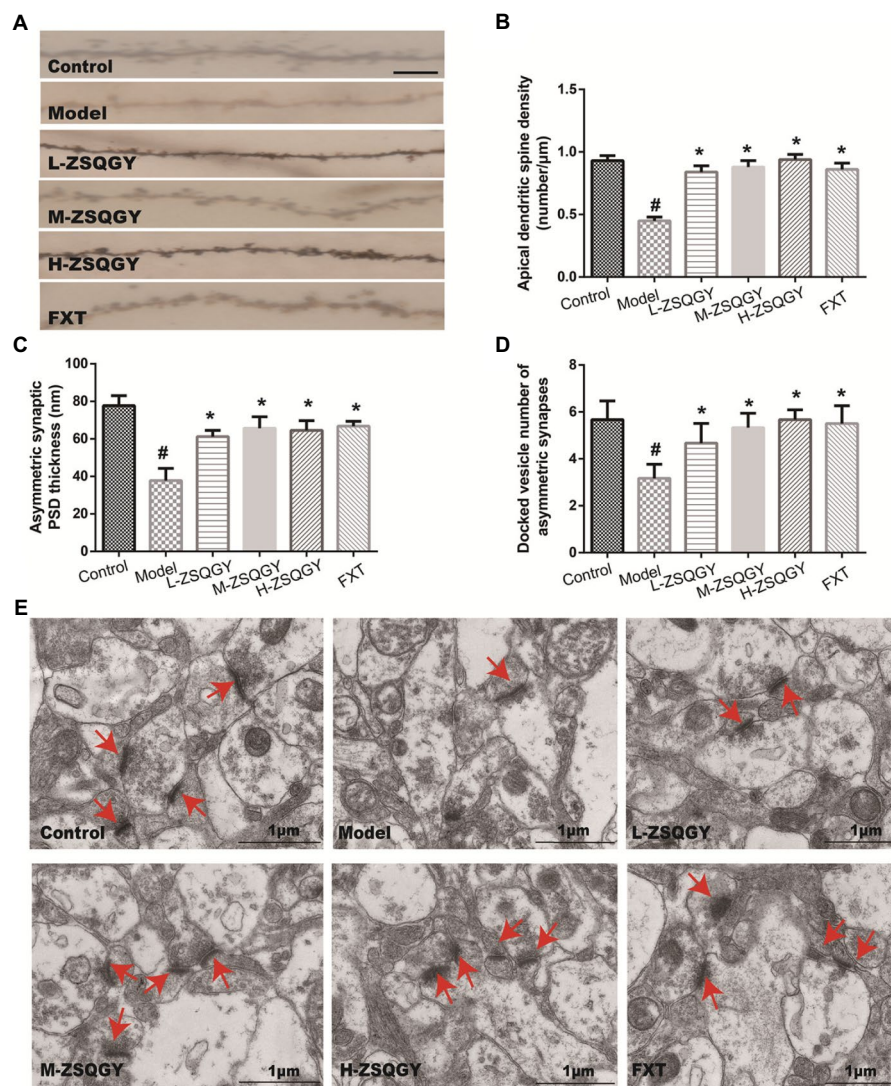 A
Control
Model
L-ZSQGY
M-ZSQGY
H-ZSQGY
FXT
B
Apical dendritic spine density
(number/µm)
1.5
1.0
0.5
0.0
#
*
*
*
*
Control
Model
L-ZSQGY
M-ZSQGY
H-ZSQGY
FXT
C
Asymmetric synaptic
PSD thickness (nm)
100
80
60
40
20
0
#
*
*
*
*
Control
Model
L-ZSQGY
M-ZSQGY
H-ZSQGY
FXT
D
Docked vesicle number of
asymmetric synapses
8
6
4
2
0
#
*
*
*
*
Control
Model
L-ZSQGY
M-ZSQGY
H-ZSQGY
FXT
E
Control
1µm
Model
1µm
L-ZSQGY
1µm
M-ZSQGY
1µm
H-ZSQGY
1µm
FXT
1µm